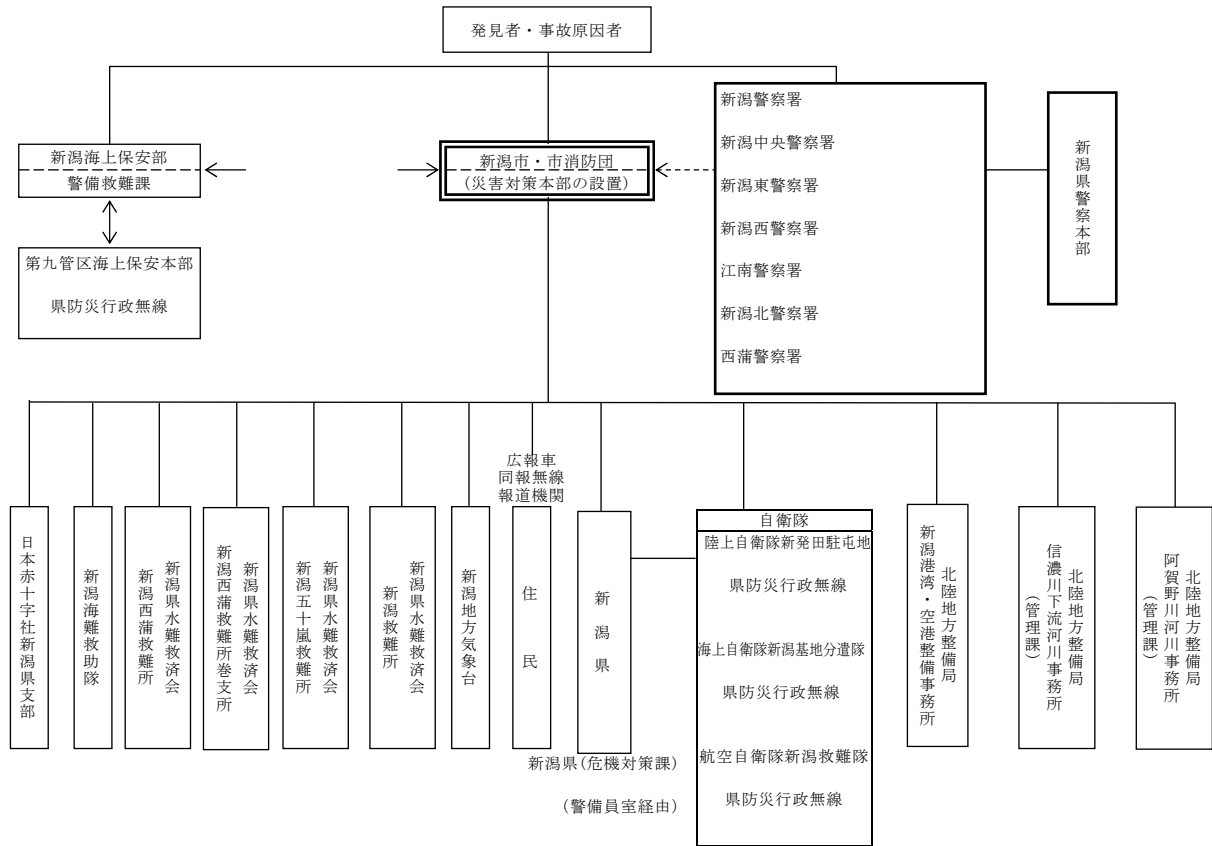 発見者・事故原因者
新潟海上保安部
警備救難課
新潟市・市消防団
(災害対策本部の設置)
新潟警察署
新潟中央警察署
新潟東警察署
新潟西警察署
江南警察署
新潟北警察署
西蒲警察署
新潟県警察本部
第九管区海上保安本部
県防災行政無線
広報車
同報無線
報道機関
日本赤十字社新潟県支部
新潟海難救助隊
新潟県水難救済会
新潟西蒲救難所
新潟県水難救済会
新潟西蒲救難所巻支所
新潟県水難救済会
新潟五十嵐救難所
新潟県水難救済会
新潟救難所
新潟地方気象台
住民
新潟県
新潟県(危機対策課)
(警備員室経由)
自衛隊
陸上自衛隊新発田駐屯地
県防災行政無線
海上自衛隊新潟基地分遣隊
県防災行政無線
航空自衛隊新潟救難隊
県防災行政無線
北陸地方整備局
新潟港湾・空港整備事務所
北陸地方整備局
信濃川下流河川事務所
(管理課)
北陸地方整備局
阿賀野川河川事務所
(管理課)